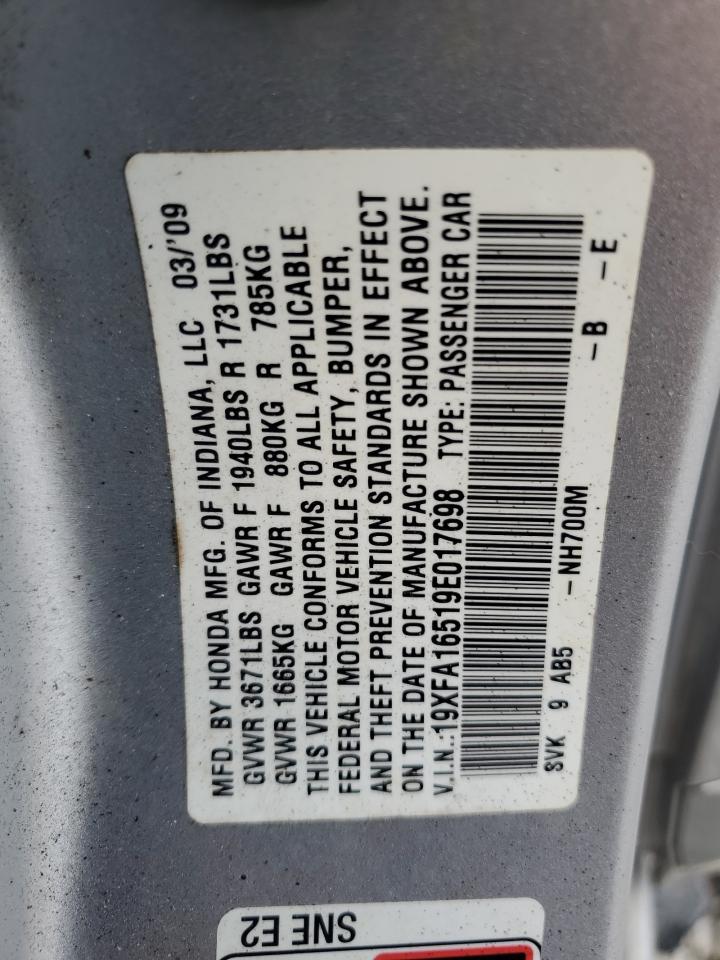 MFD. BY HONDA MFG. OF INDIANA, LLC 03/'09
GVWR 3671LBS GAWR F 1940LBS R 1731LBS
GVWR 1665KG GAWR F 880KG R 785KG
THIS VEHICLE CONFORMS TO ALL APPLICABLE
FEDERAL MOTOR VEHICLE SAFETY, BUMPER,
AND THEFT PREVENTION STANDARDS IN EFFECT
ON THE DATE OF MANUFACTURE SHOWN ABOVE.
V.I.N.:19XFA16519E017698 TYPE: PASSENGER CAR
SVK 9 AB5 -NH700M -B -E
SNE E2